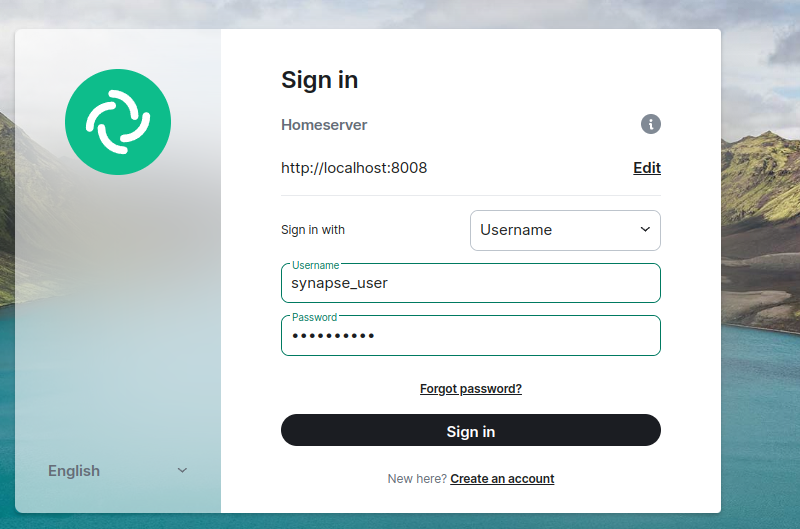 Sign in
Homeserver
http://localhost:8008 Edit
Sign in with Username
Username
synapse_user
Password
••••••••••
Forgot password?
Sign in
New here? Create an account
English